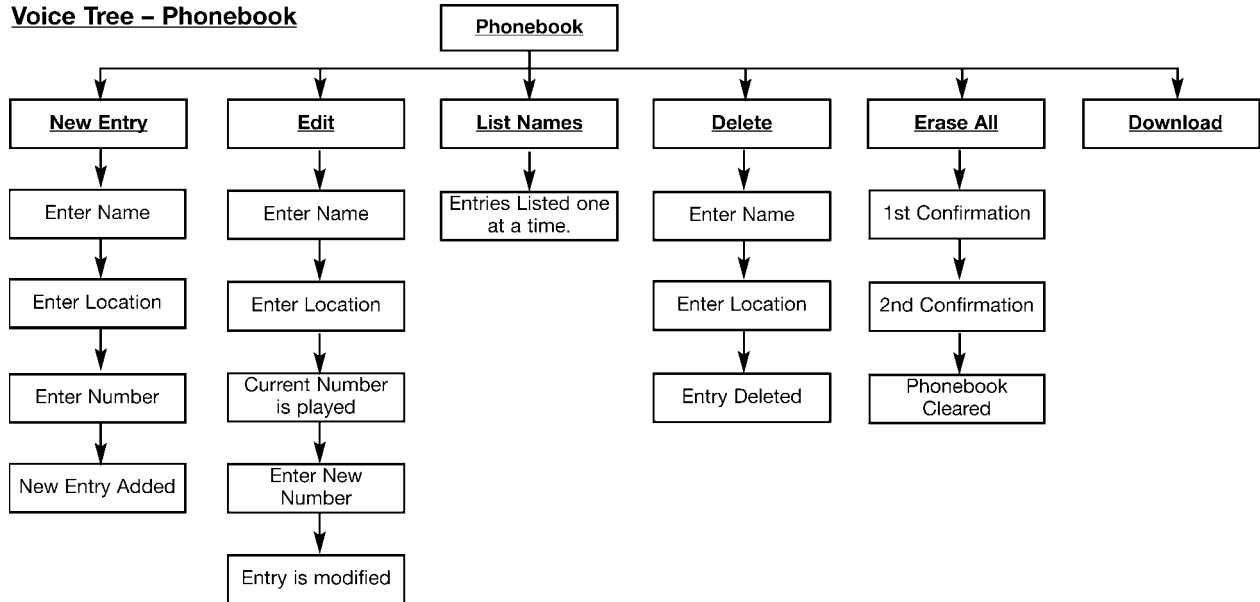 Voice Tree – Phonebook
Phonebook
New Entry
Edit
List Names
Delete
Erase All
Download
Enter Name
Enter Name
Entries Listed one
at a time.
Enter Name
1st Confirmation
Enter Location
Enter Location
Enter Location
2nd Confirmation
Enter Number
Current Number
is played
Entry Deleted
Phonebook
Cleared
New Entry Added
Enter New
Number
Entry is modified